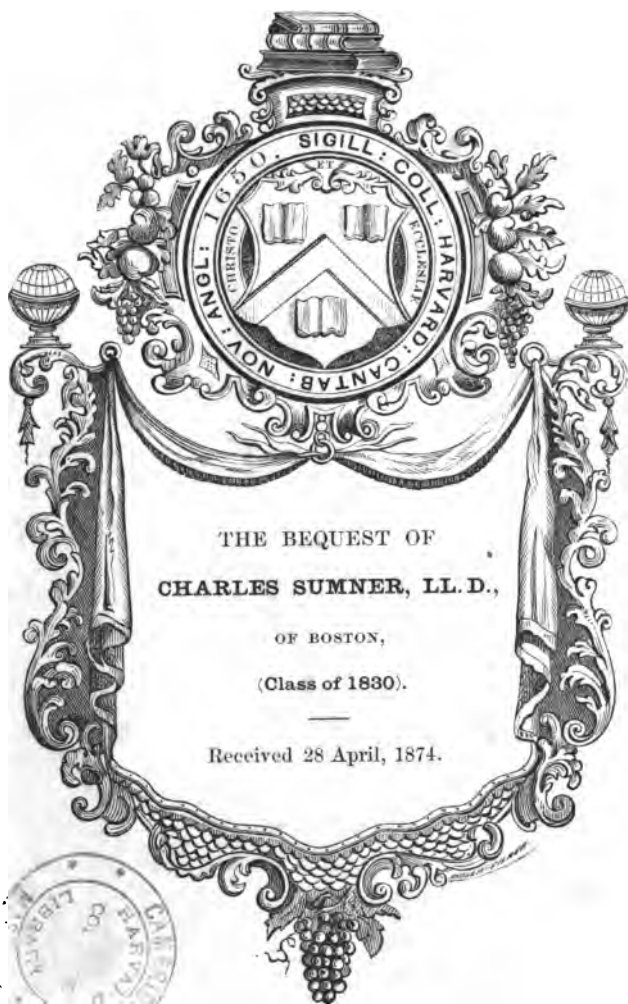 SIGILL: COLL: HARVARD: CANTAB: NOV: ANGL: 1650.
ET
CHRISTO
ECCLESIAE
THE BEQUEST OF
CHARLES SUMNER, LL.D.,
OF BOSTON,
(Class of 1830).
Received 28 April, 1874.
LIBRARY